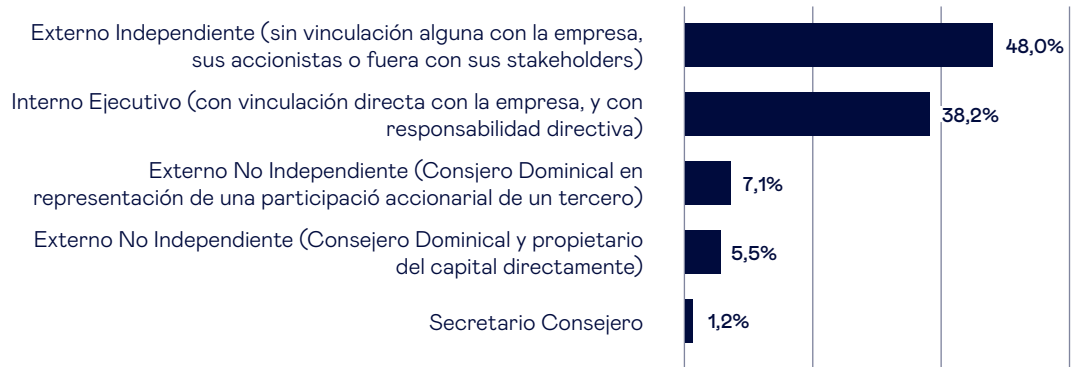 Externo Independiente (sin vinculación alguna con la empresa,
sus accionistas o fuera con sus stakeholders)
48,0%
Interno Ejecutivo (con vinculación directa con la empresa, y con
responsabilidad directiva)
38,2%
Externo No Independiente (Consjero Dominical en
representación de una participació accionarial de un tercero)
7,1%
Externo No Independiente (Consejero Dominical y propietario
del capital directamente)
5,5%
Secretario Consejero
1,2%